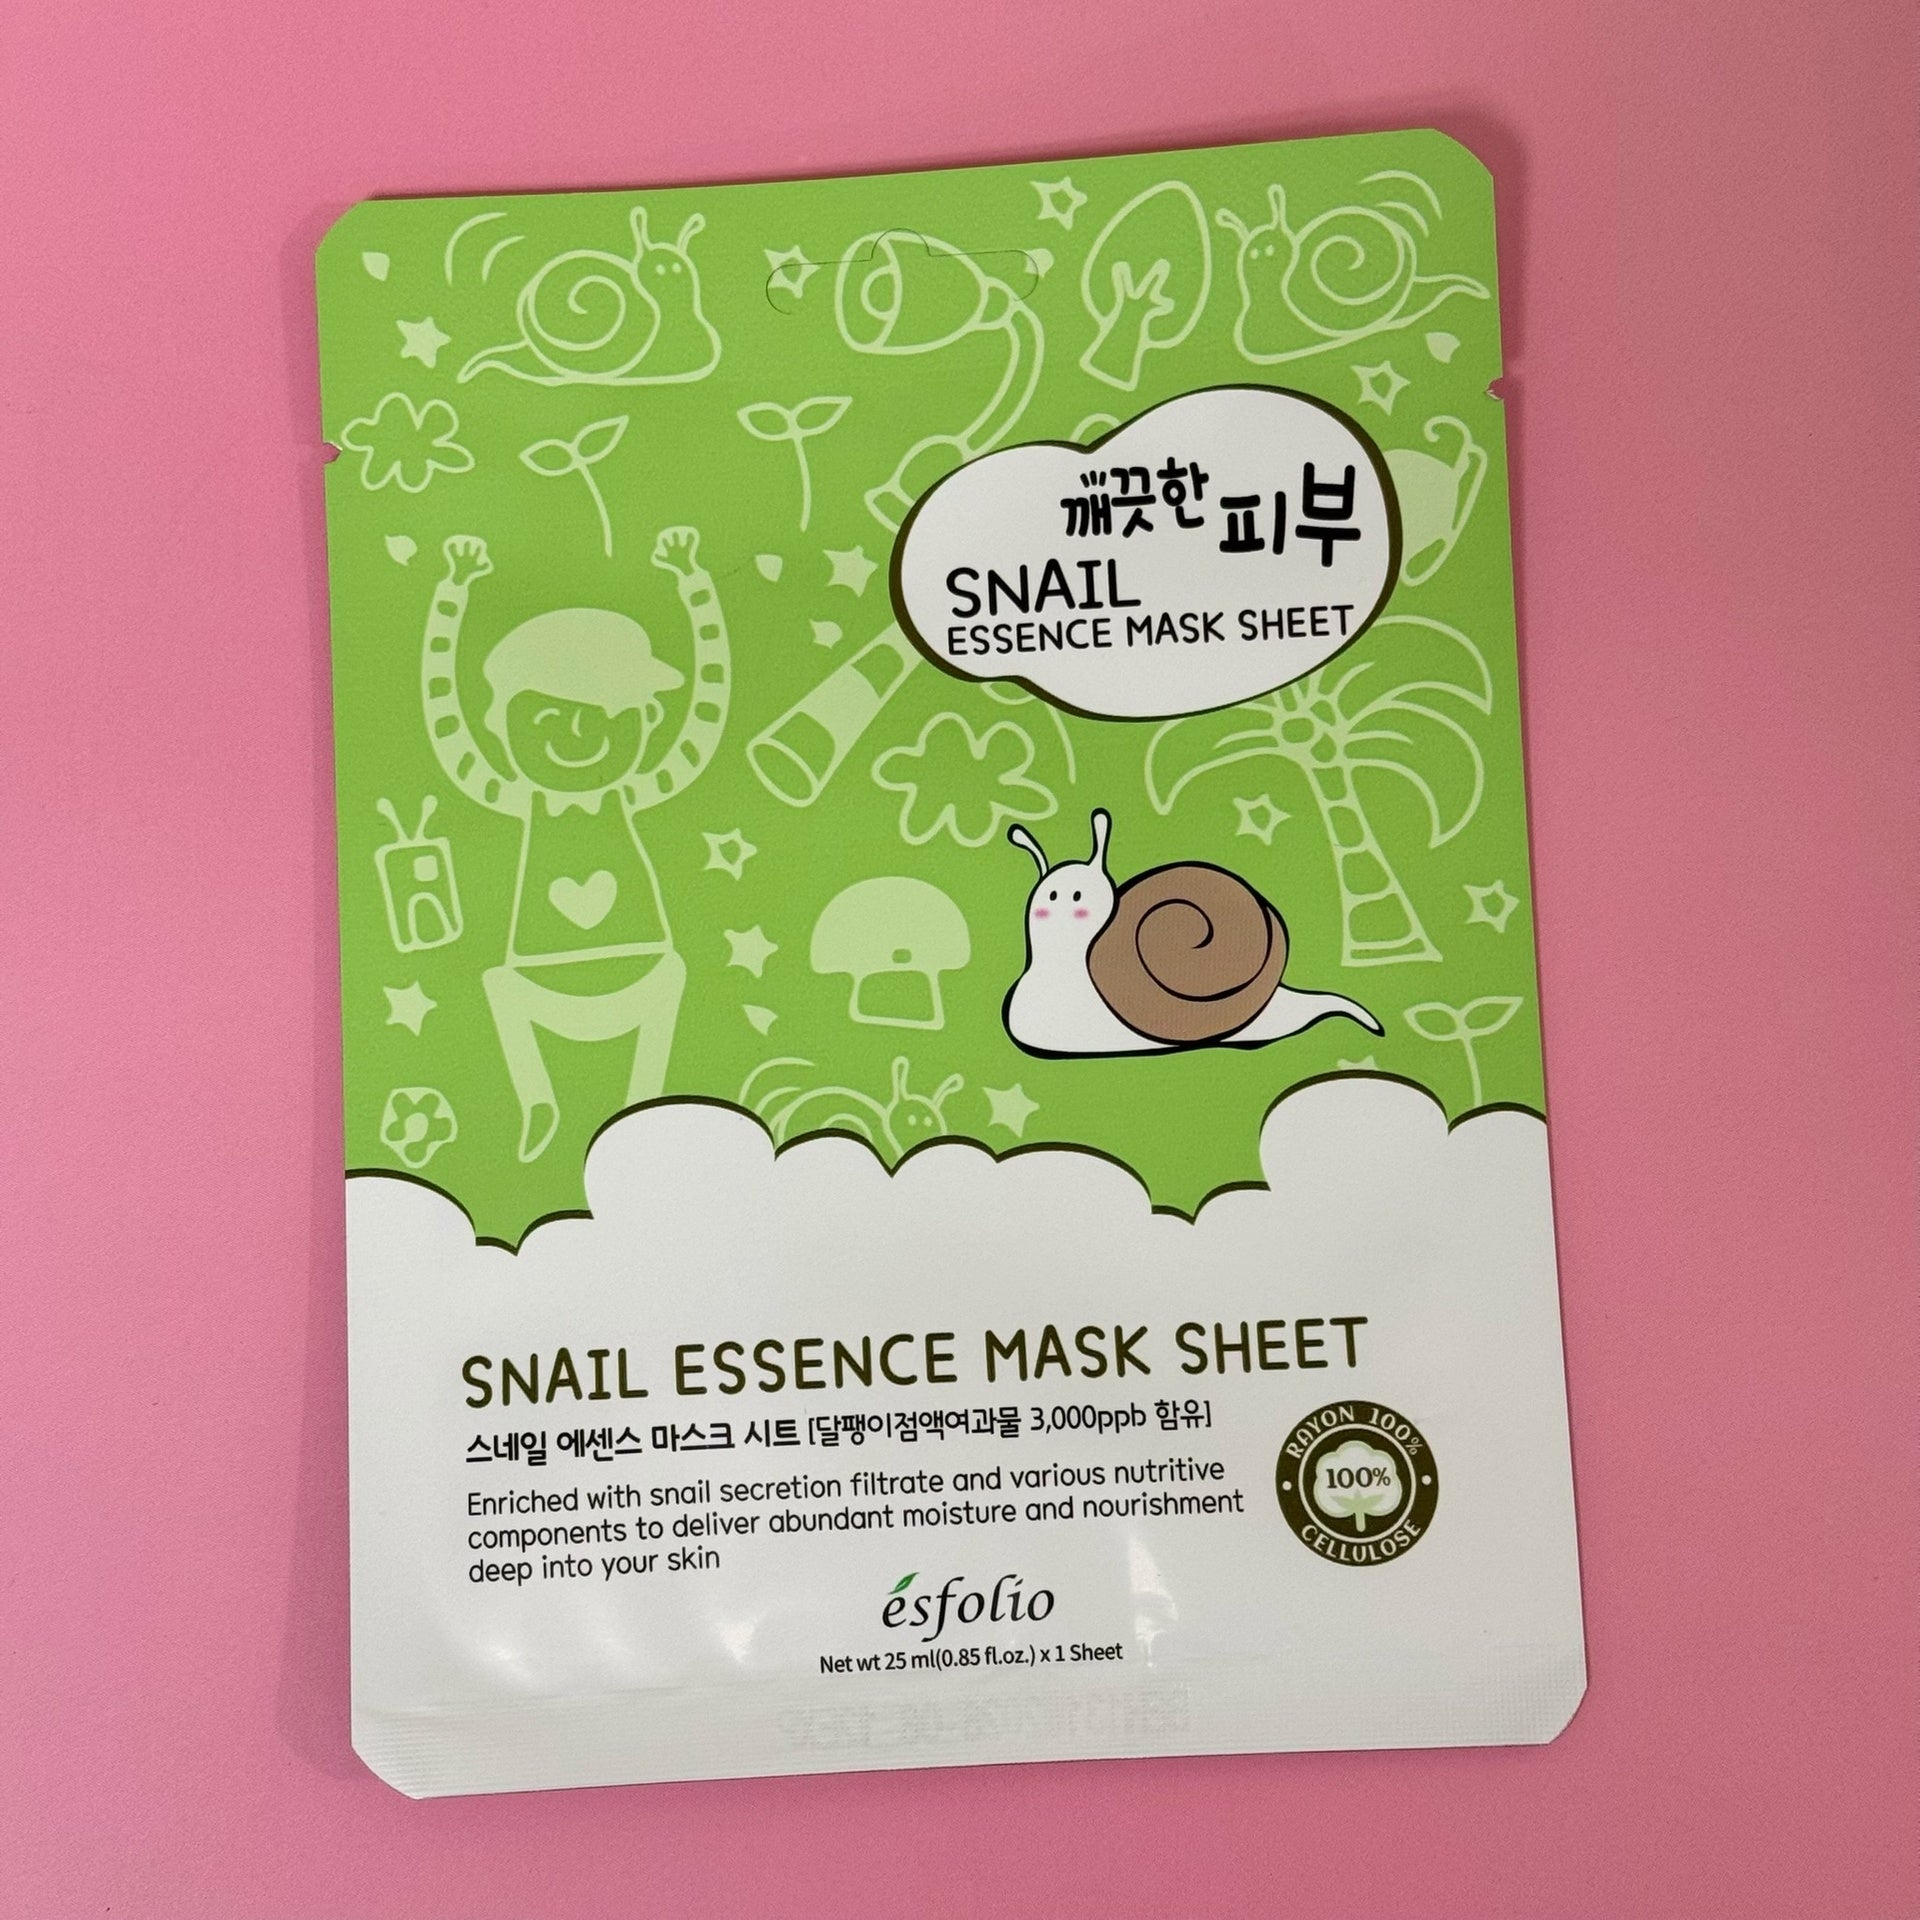 깨끗한 피부
SNAIL
ESSENCE MASK SHEET
SNAIL ESSENCE MASK SHEET
스네일 에센스 마스크 시트 [달팽이점액여과물 3,000ppb 함유]
Enriched with snail secretion filtrate and various nutritive
components to deliver abundant moisture and nourishment
deep into your skin
RAYON 100%
100%
CELLULOSE
ésfolio
Net wt 25 ml(0.85 fl.oz.) x 1 Sheet